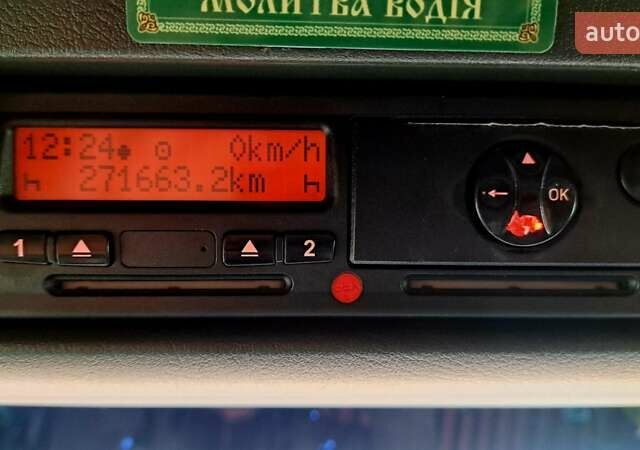 МОЛИТВА ВОДІЯ
auto
12:24 0km/h
271663.2km
1 2
OK